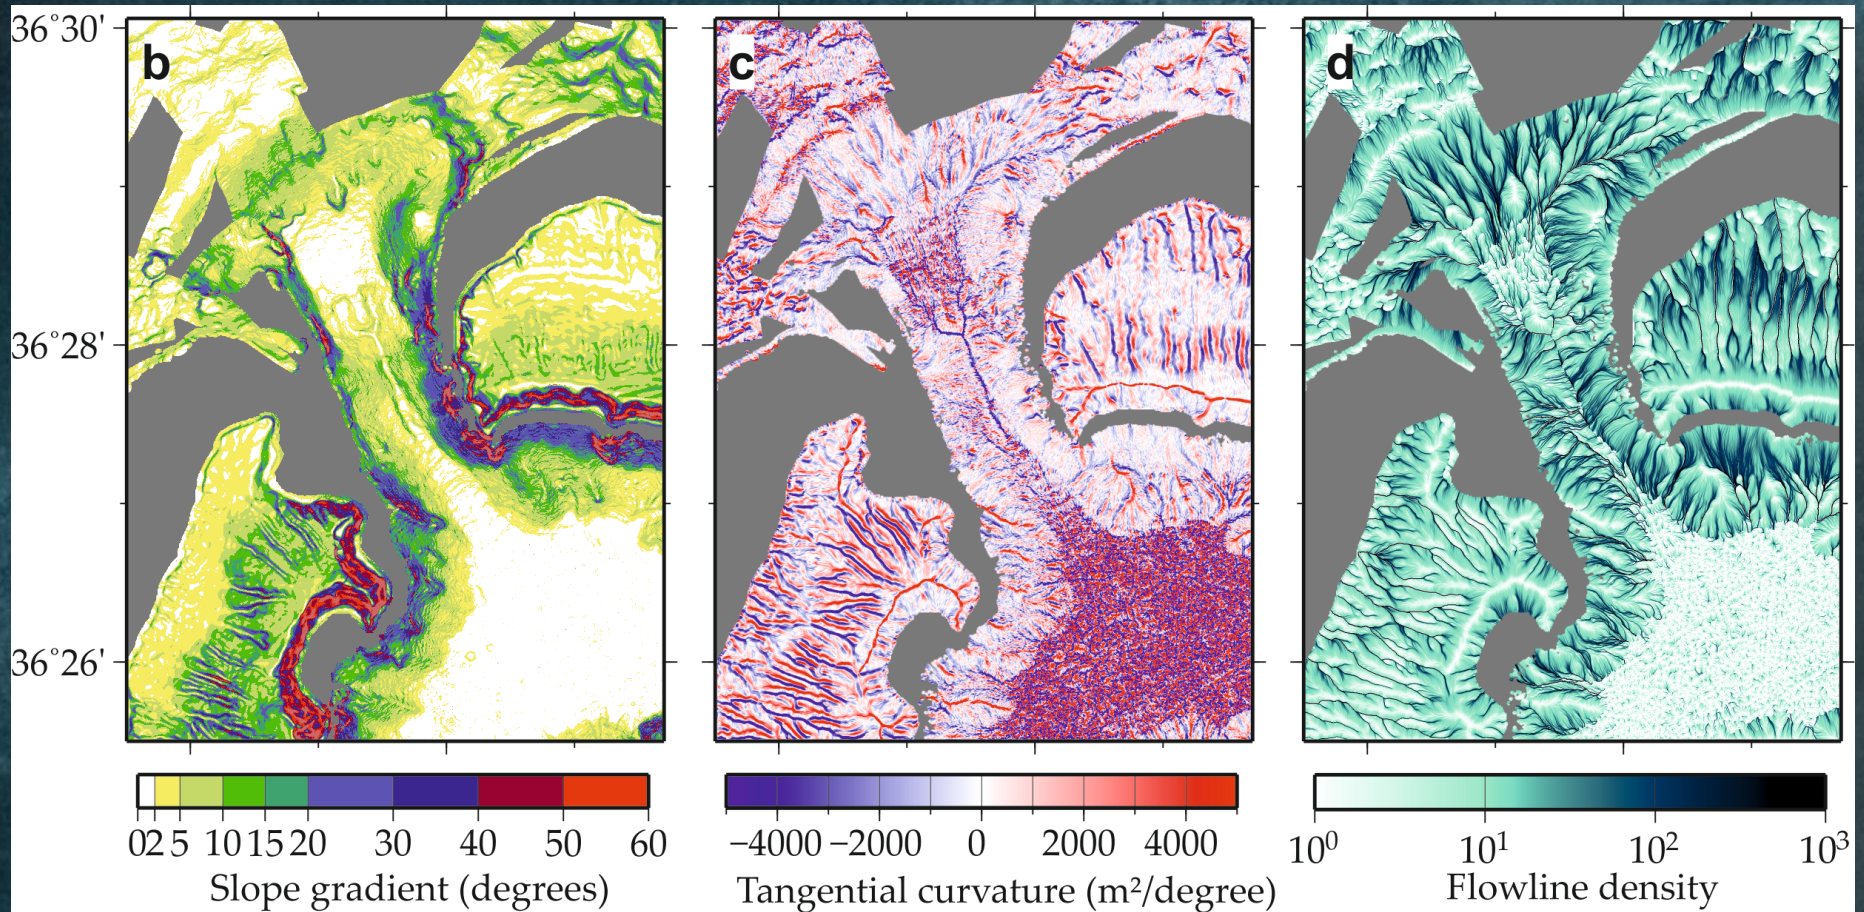 b
c
d
36°30'
36°28'
36°26'
0 2 5 10 15 20 30 40 50 60
Slope gradient (degrees)
−4000 −2000 0 2000 4000
Tangential curvature (m²/degree)
10⁰ 10¹ 10² 10³
Flowline density